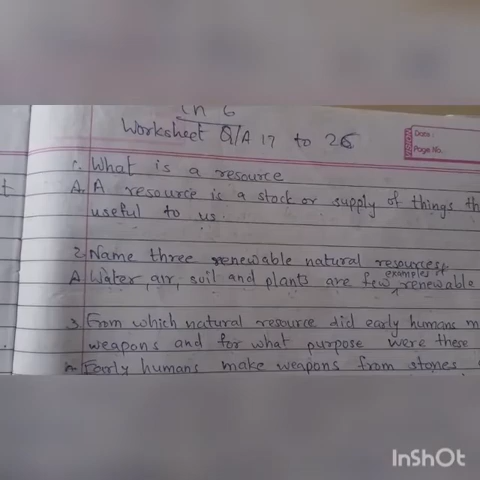 Ch 6
Worksheet Q/A 17 to 26
Date:
Page No.
1. What is a resource
A. A resource is a stock or supply of things th
useful to us.
2. Name three renewable natural resources
examples of
A Water, air, soil and plants are few renewable
3. From which natural resource did early humans m
weapons and for what purpose were these
A- Early humans make weapons from stones
t
InShOt